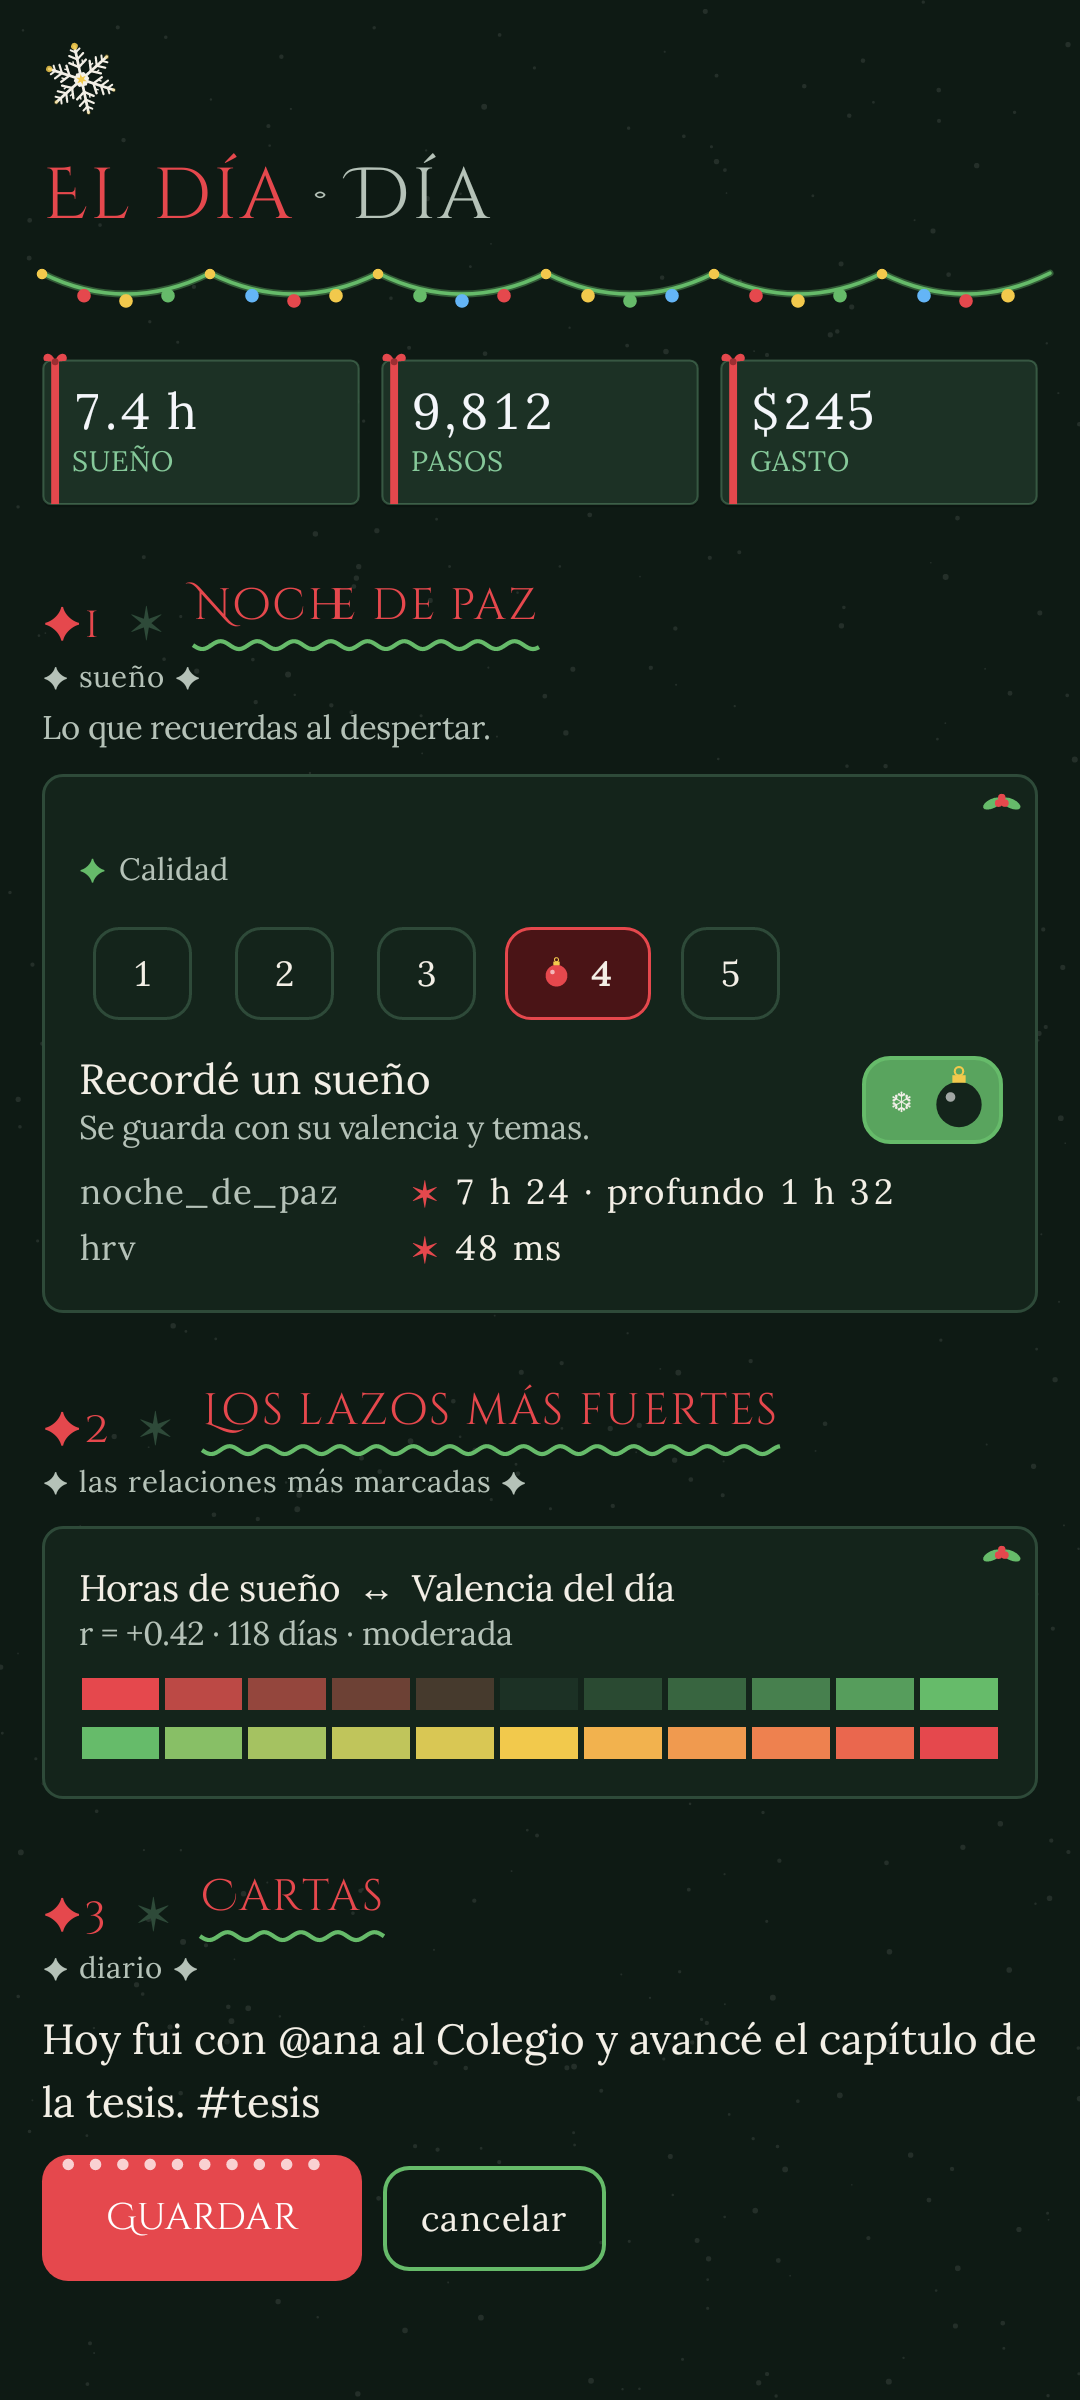 El día · Día
7.4 h
SUEÑO
9,812
PASOS
$245
GASTO
1 Noche de paz
sueño
Lo que recuerdas al despertar.
Calidad
1 2 3 4 5
Recordé un sueño
Se guarda con su valencia y temas.
noche_de_paz 7 h 24 · profundo 1 h 32
hrv 48 ms
2 Los lazos más fuertes
las relaciones más marcadas
Horas de sueño ↔ Valencia del día
r = +0.42 · 118 días · moderada
3 Cartas
diario
Hoy fui con @ana al Colegio y avancé el capítulo de
la tesis. #tesis
Guardar
cancelar